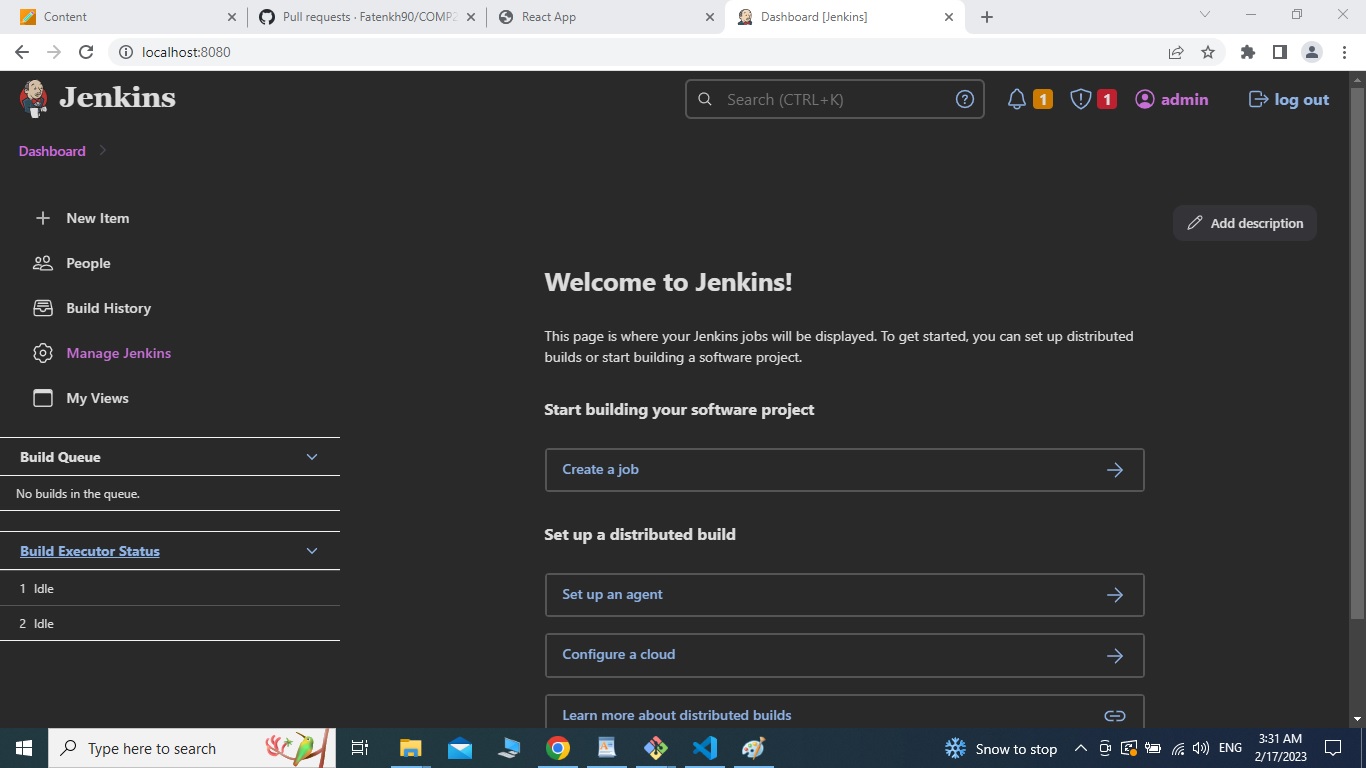 Content
Pull requests · Fatenkh90/COMP2
React App
Dashboard [Jenkins]
localhost:8080
Jenkins
Search (CTRL+K)
1
1
admin
log out
Dashboard
New Item
Add description
People
Build History
Manage Jenkins
My Views
Welcome to Jenkins!
This page is where your Jenkins jobs will be displayed. To get started, you can set up distributed
builds or start building a software project.
Start building your software project
Create a job
Set up a distributed build
Set up an agent
Configure a cloud
Learn more about distributed builds
Build Queue
No builds in the queue.
Build Executor Status
1 Idle
2 Idle
Type here to search
Snow to stop
ENG
3:31 AM
2/17/2023